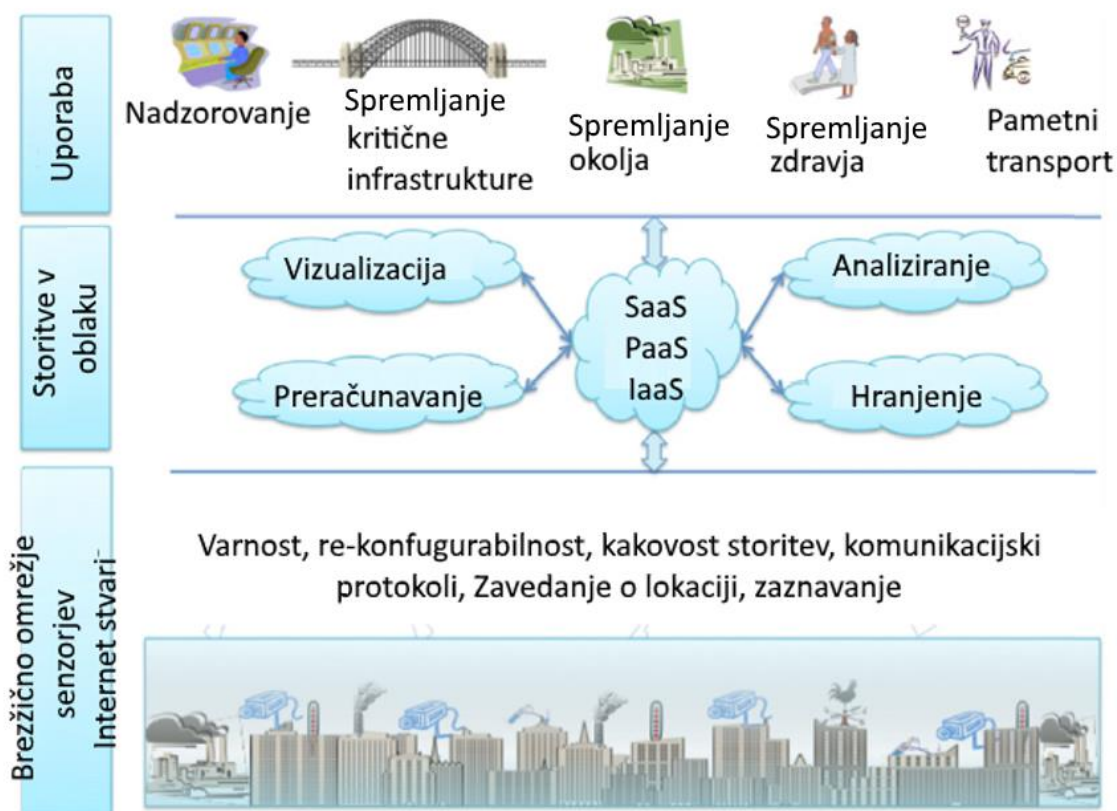 Uporaba
Nadzorovanje
Spremljanje
kritične
infrastrukture
Spremljanje
okolja
Spremljanje
zdravja
Pametni
transport
Storitve v
oblaku
Vizualizacija
Preračunavanje
SaaS
PaaS
IaaS
Analiziranje
Hranjenje
Brezžično omrežje
senzorjev
Internet stvari
Varnost, re-konfugurabilnost, kakovost storitev, komunikacijski
protokoli, Zavedanje o lokaciji, zaznavanje